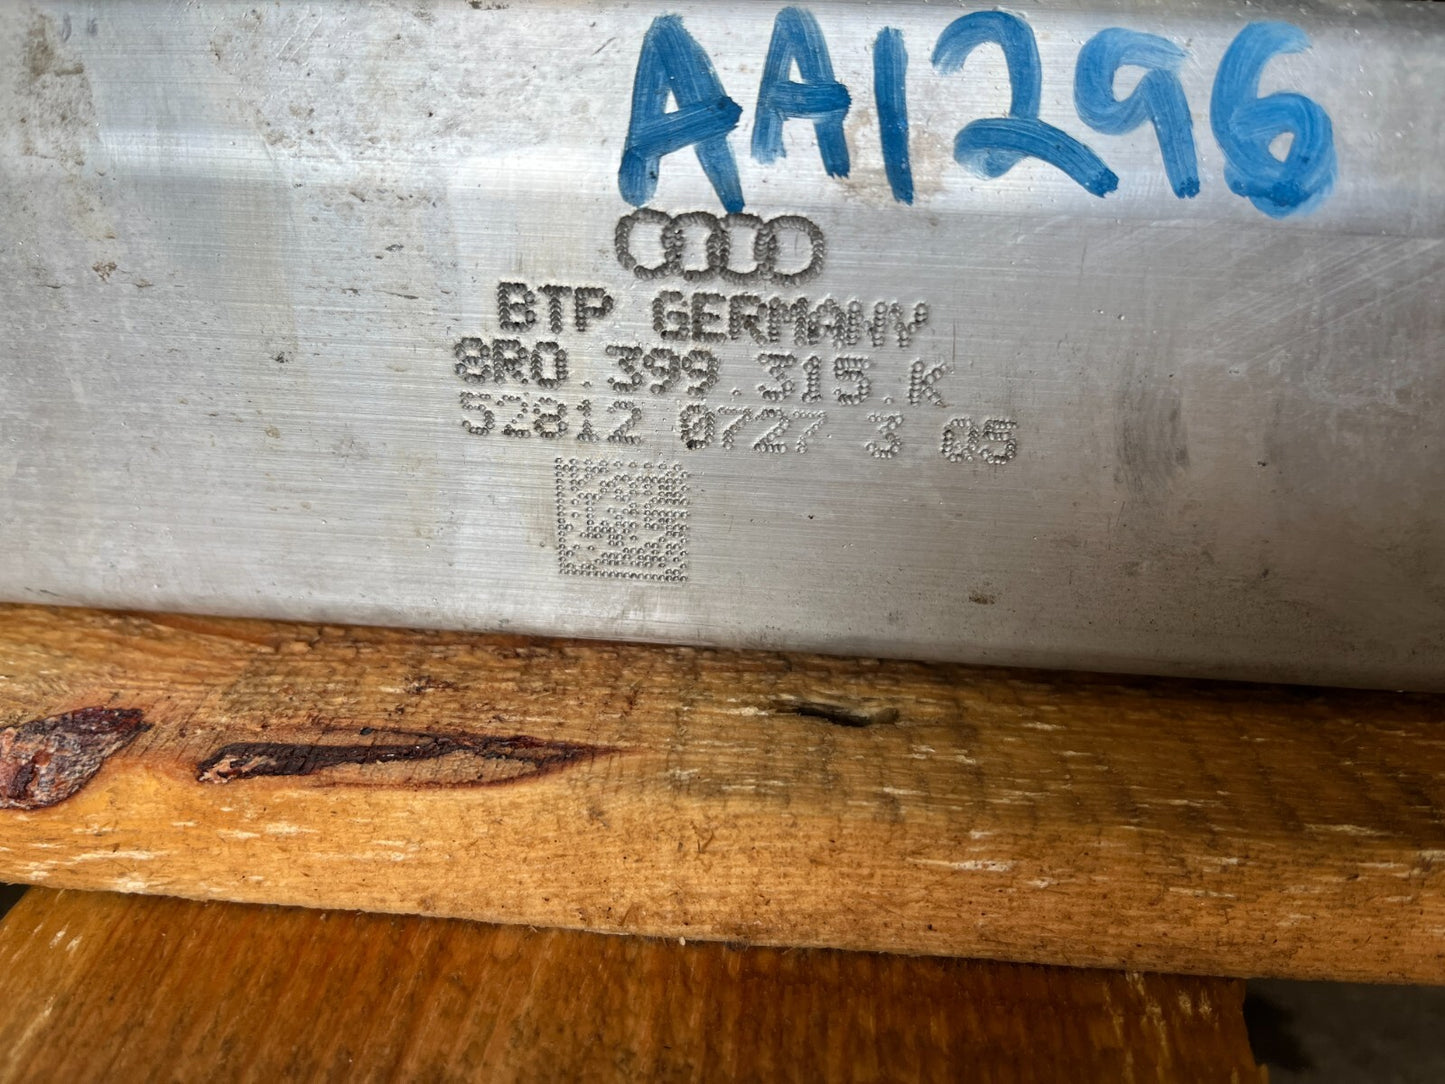 AA1296
BTP GERMANY
8R0.399.315.K
52812 0727 3 05